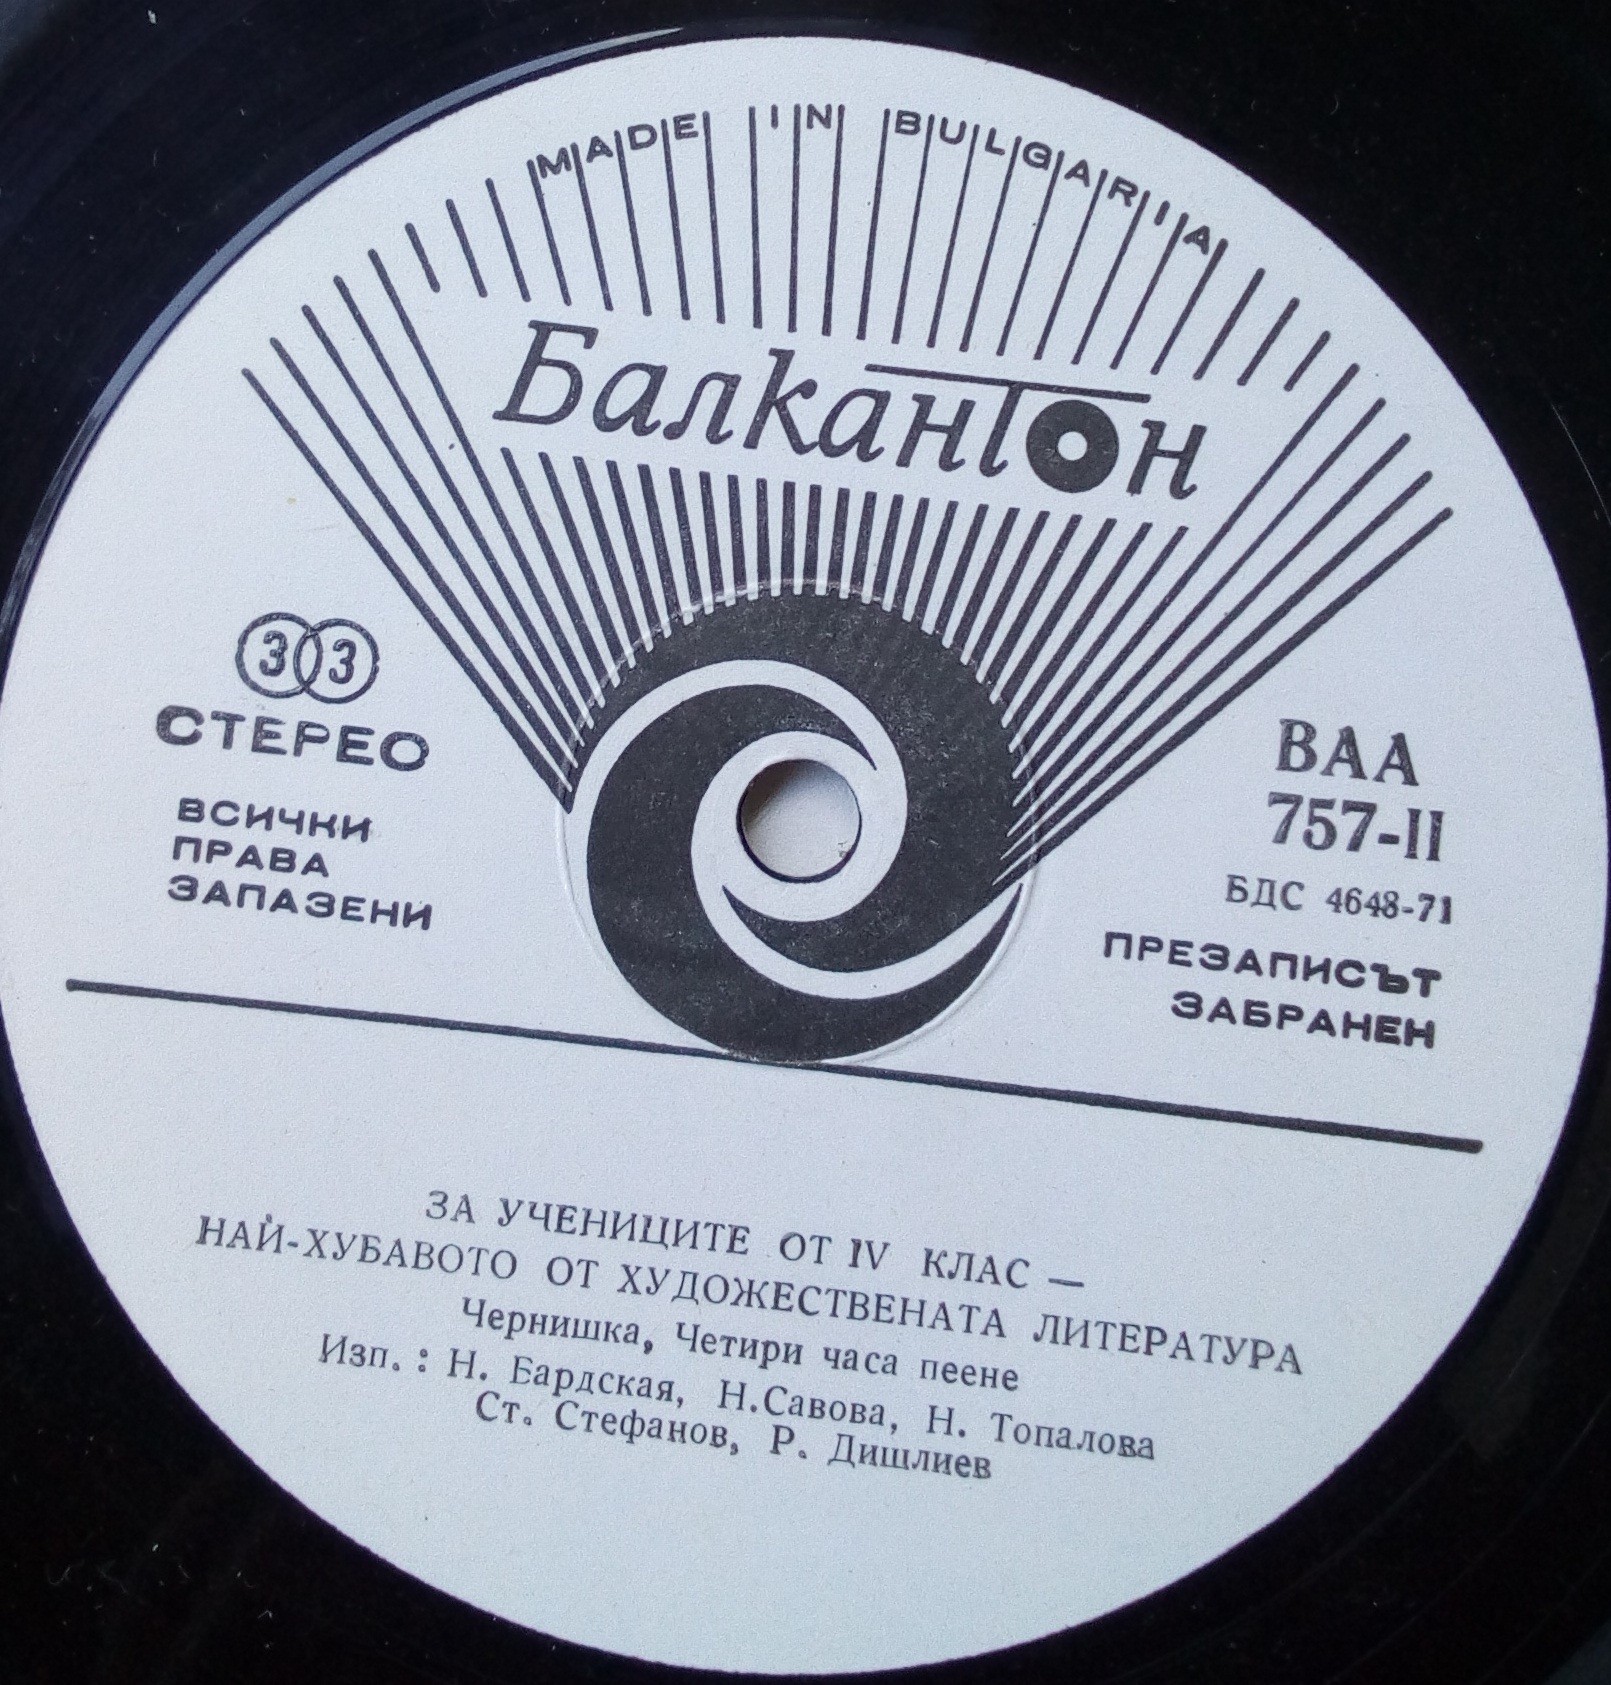 MADE IN BULGARIA
Балкантон
33
СТЕРЕО
ВСИЧКИ
ПРАВА
ЗАПАЗЕНИ
ВАА
757-II
БДС 4648-71
ПРЕЗАПИСЪТ
ЗАБРАНЕН
ЗА УЧЕНИЦИТЕ ОТ IV КЛАС —
НАЙ-ХУБАВОТО ОТ ХУДОЖЕСТВЕНАТА ЛИТЕРАТУРА
Чернишка, Четири часа пеене
Изп. : Н. Бардская, Н.Савова, Н. Топалова
Ст. Стефанов, Р. Дишлиев